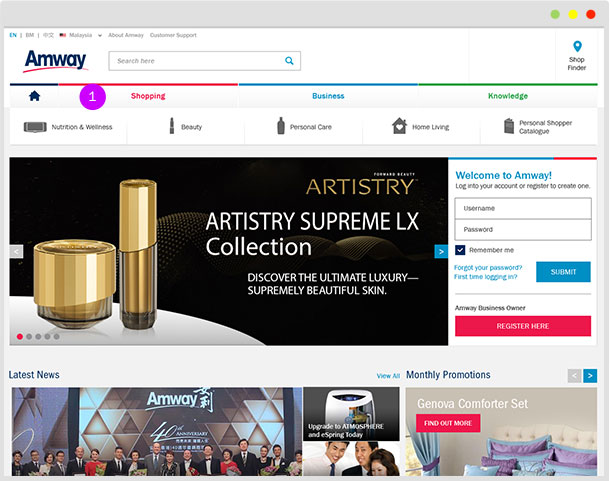 EN | BM | 中文 Malaysia About Amway Customer Support
Amway
Search here
Shop
Finder
1
Shopping
Business
Knowledge
Nutrition & Wellness
Beauty
Personal Care
Home Living
Personal Shopper
Catalogue
FORWARD BEAUTY
ARTISTRY™
ARTISTRY SUPREME LX
Collection
DISCOVER THE ULTIMATE LUXURY—
SUPREMELY BEAUTIFUL SKIN.
<
>
Welcome to Amway!
Log into your account or register to create one.
Username
Password
Remember me
Forgot your password?
First time logging in?
SUBMIT
Amway Business Owner
REGISTER HERE
Latest News
View All
Monthly Promotions
<
>
Amway 安利
40th
ANNIVERSARY
Upgrade to ATMOSPHERE
and eSpring Today
Genova Comforter Set
FIND OUT MORE